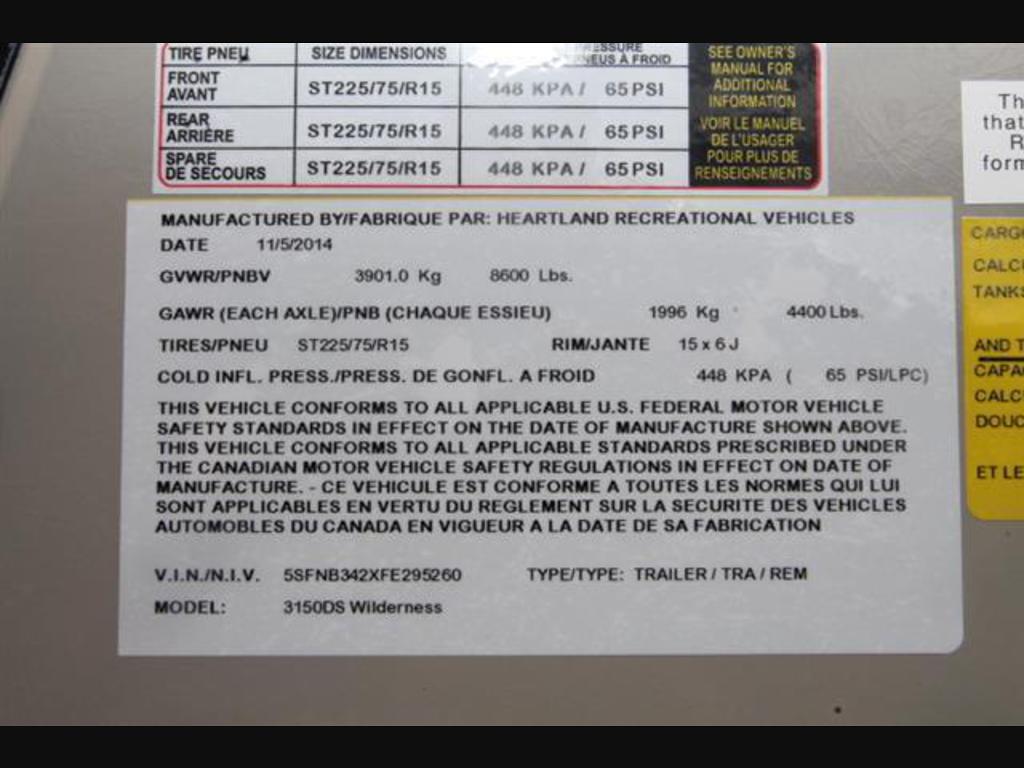 TIRE PNEU SIZE DIMENSIONS PRESSURE
PNEUS À FROID
FRONT
AVANT ST225/75/R15 448 KPA / 65 PSI
REAR
ARRIÈRE ST225/75/R15 448 KPA / 65 PSI
SPARE
DE SECOURS ST225/75/R15 448 KPA / 65 PSI
SEE OWNER'S
MANUAL FOR
ADDITIONAL
INFORMATION
VOIR LE MANUEL
DE L'USAGER
POUR PLUS DE
RENSEIGNEMENTS
MANUFACTURED BY/FABRIQUE PAR: HEARTLAND RECREATIONAL VEHICLES
DATE 11/5/2014
GVWR/PNBV 3901.0 Kg 8600 Lbs.
GAWR (EACH AXLE)/PNB (CHAQUE ESSIEU) 1996 Kg 4400 Lbs.
TIRES/PNEU ST225/75/R15 RIM/JANTE 15 x 6 J
COLD INFL. PRESS./PRESS. DE GONFL. A FROID 448 KPA ( 65 PSI/LPC)
THIS VEHICLE CONFORMS TO ALL APPLICABLE U.S. FEDERAL MOTOR VEHICLE
SAFETY STANDARDS IN EFFECT ON THE DATE OF MANUFACTURE SHOWN ABOVE.
THIS VEHICLE CONFORMS TO ALL APPLICABLE STANDARDS PRESCRIBED UNDER
THE CANADIAN MOTOR VEHICLE SAFETY REGULATIONS IN EFFECT ON DATE OF
MANUFACTURE. - CE VEHICULE EST CONFORME A TOUTES LES NORMES QUI LUI
SONT APPLICABLES EN VERTU DU REGLEMENT SUR LA SECURITE DES VEHICLES
AUTOMOBILES DU CANADA EN VIGUEUR A LA DATE DE SA FABRICATION
V.I.N./N.I.V. 5SFNB342XFE295260 TYPE/TYPE: TRAILER / TRA / REM
MODEL: 3150DS Wilderness
Th
that
R
form
CARGO
CALCU
TANKS
AND T
CAPA
CALC
DOUC
ET LE